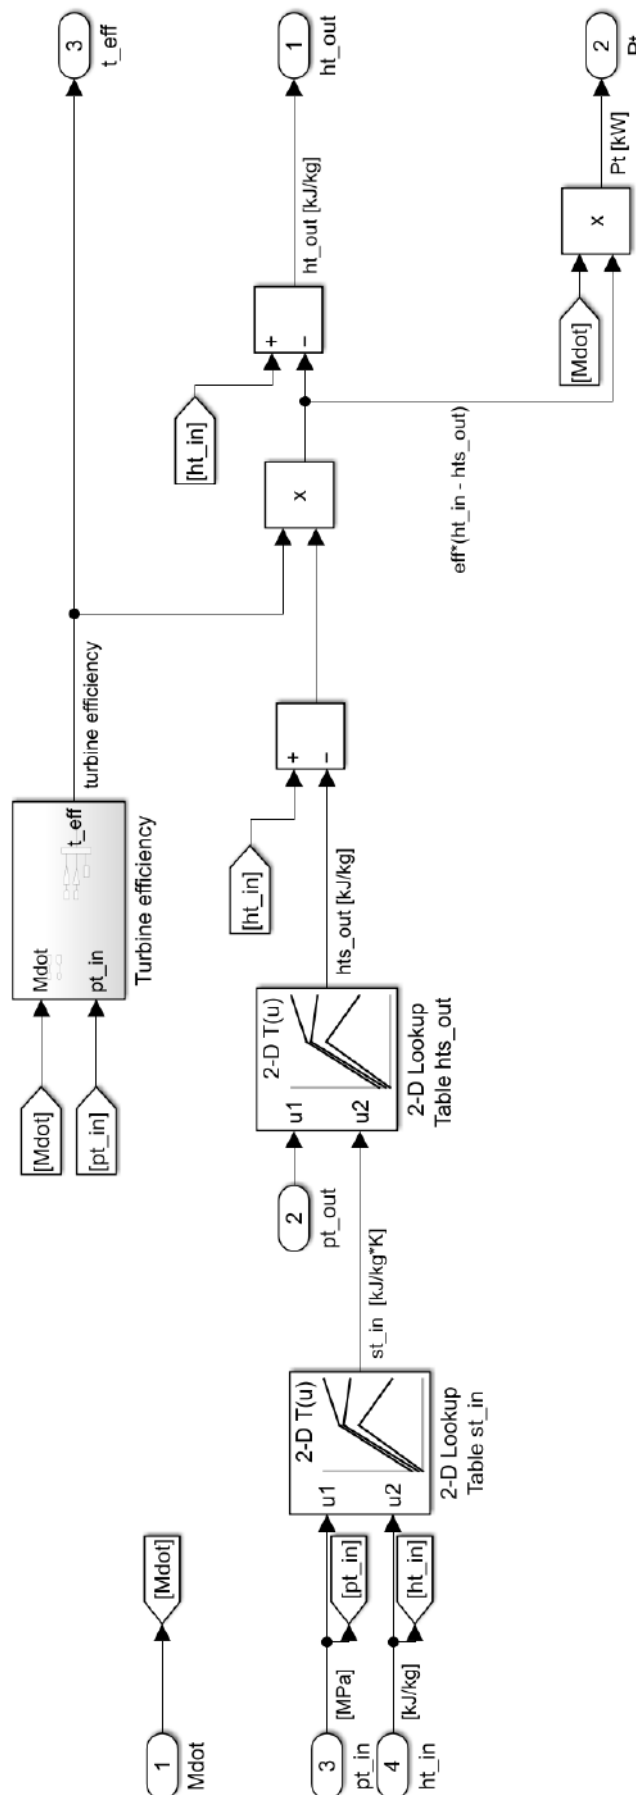 1
Mdot
[Mdot]
3
pt_in
[MPa]
[pt_in]
4
ht_in
[kJ/kg]
[ht_in]
2-D T(u)
u1
u2
2-D Lookup
Table st_in
st_in [kJ/kg*K]
2
pt_out
2-D T(u)
u1
u2
2-D Lookup
Table hts_out
hts_out [kJ/kg]
[Mdot]
[pt_in]
Mdot
pt_in
t_eff
Turbine efficiency
turbine efficiency
[ht_in]
+
−
x
eff*(ht_in - hts_out)
[ht_in]
+
−
ht_out [kJ/kg]
[Mdot]
x
Pt [kW]
3
t_eff
1
ht_out
2
Pt